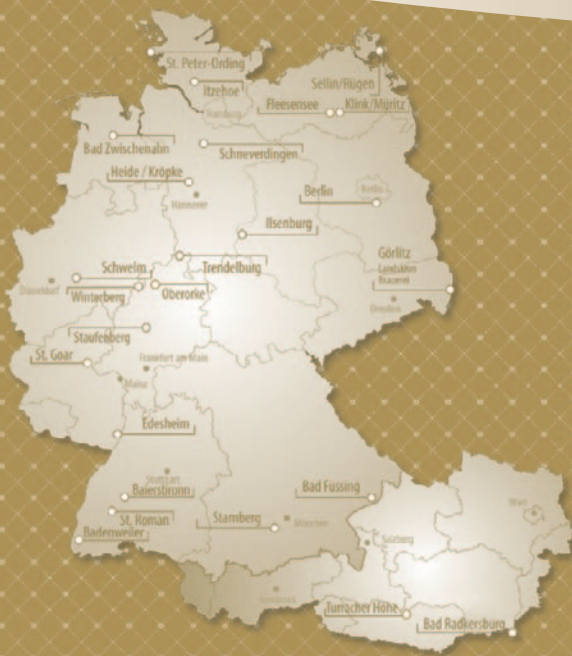 St. Peter-Ording
Itzehoe
Hamburg
Sellin/Rügen
Fleesensee
Klink/Müritz
Bad Zwischenahn
Schneverdingen
Heide / Kröpke
Hannover
Berlin
Berlin
Ilsenburg
Görlitz
Landskron
Brauerei
Dresden
Schwelm
Trendelburg
Düsseldorf
Winterberg
Oberorke
Staufenberg
St. Goar
Frankfurt am Main
Mainz
Edesheim
Stuttgart
Baiersbronn
Bad Füssing
St. Roman
Starnberg
München
Badenweiler
Wien
Salzburg
Innsbruck
Turracher Höhe
Bad Radkersburg